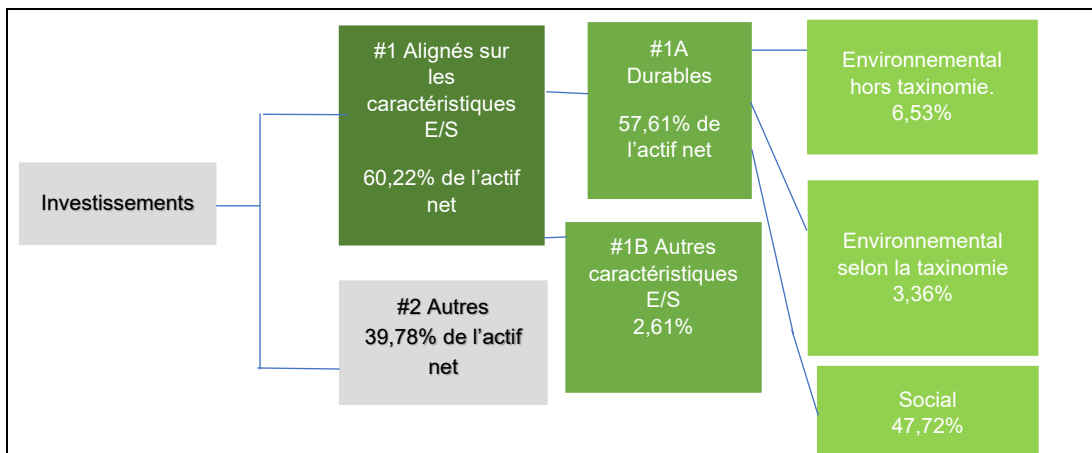 Investissements
#1 Alignés sur
les
caractéristiques
E/S
60,22% de l'actif
net
#2 Autres
39,78% de l'actif
net
#1A
Durables
57,61% de
l'actif net
#1B Autres
caractéristiques
E/S
2,61%
Environnemental
hors taxinomie.
6,53%
Environnemental
selon la taxinomie
3,36%
Social
47,72%